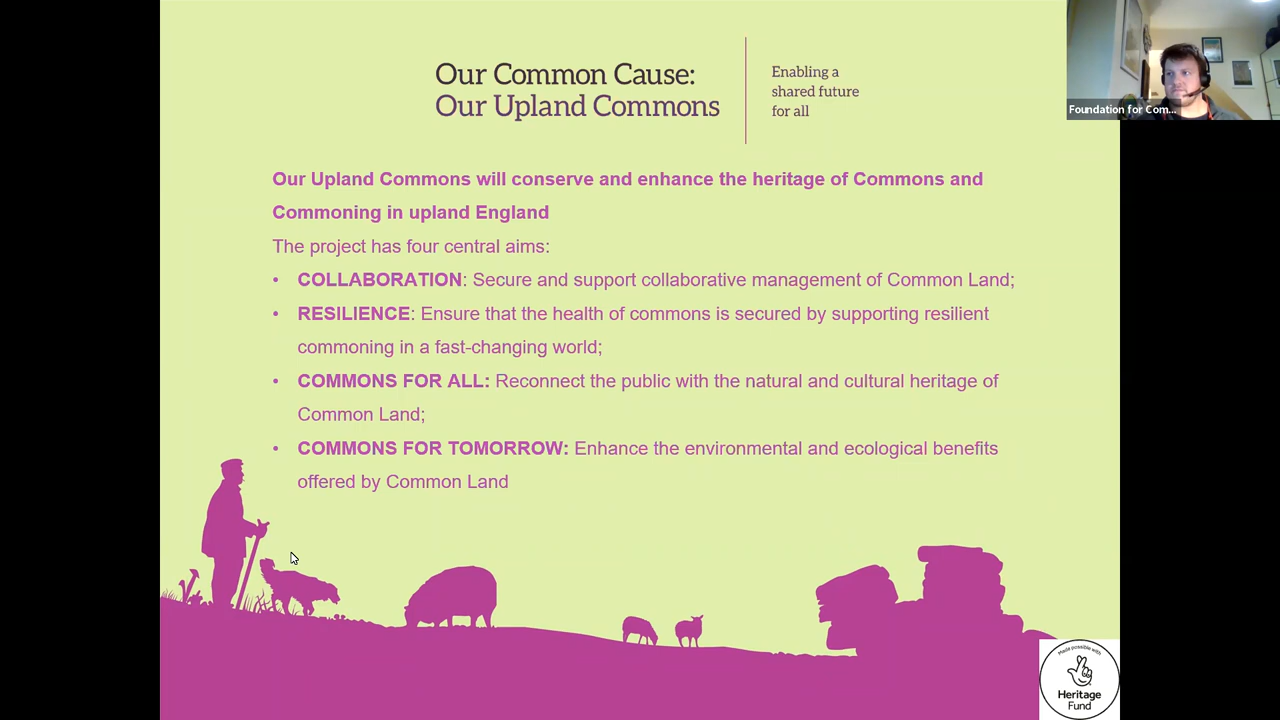 Our Common Cause:
Our Upland Commons
Enabling a
shared future
for all
Foundation for Com...
Our Upland Commons will conserve and enhance the heritage of Commons and
Commoning in upland England
The project has four central aims:
• COLLABORATION: Secure and support collaborative management of Common Land;
• RESILIENCE: Ensure that the health of commons is secured by supporting resilient
commoning in a fast-changing world;
• COMMONS FOR ALL: Reconnect the public with the natural and cultural heritage of
Common Land;
• COMMONS FOR TOMORROW: Enhance the environmental and ecological benefits
offered by Common Land
Made possible with
Heritage
Fund